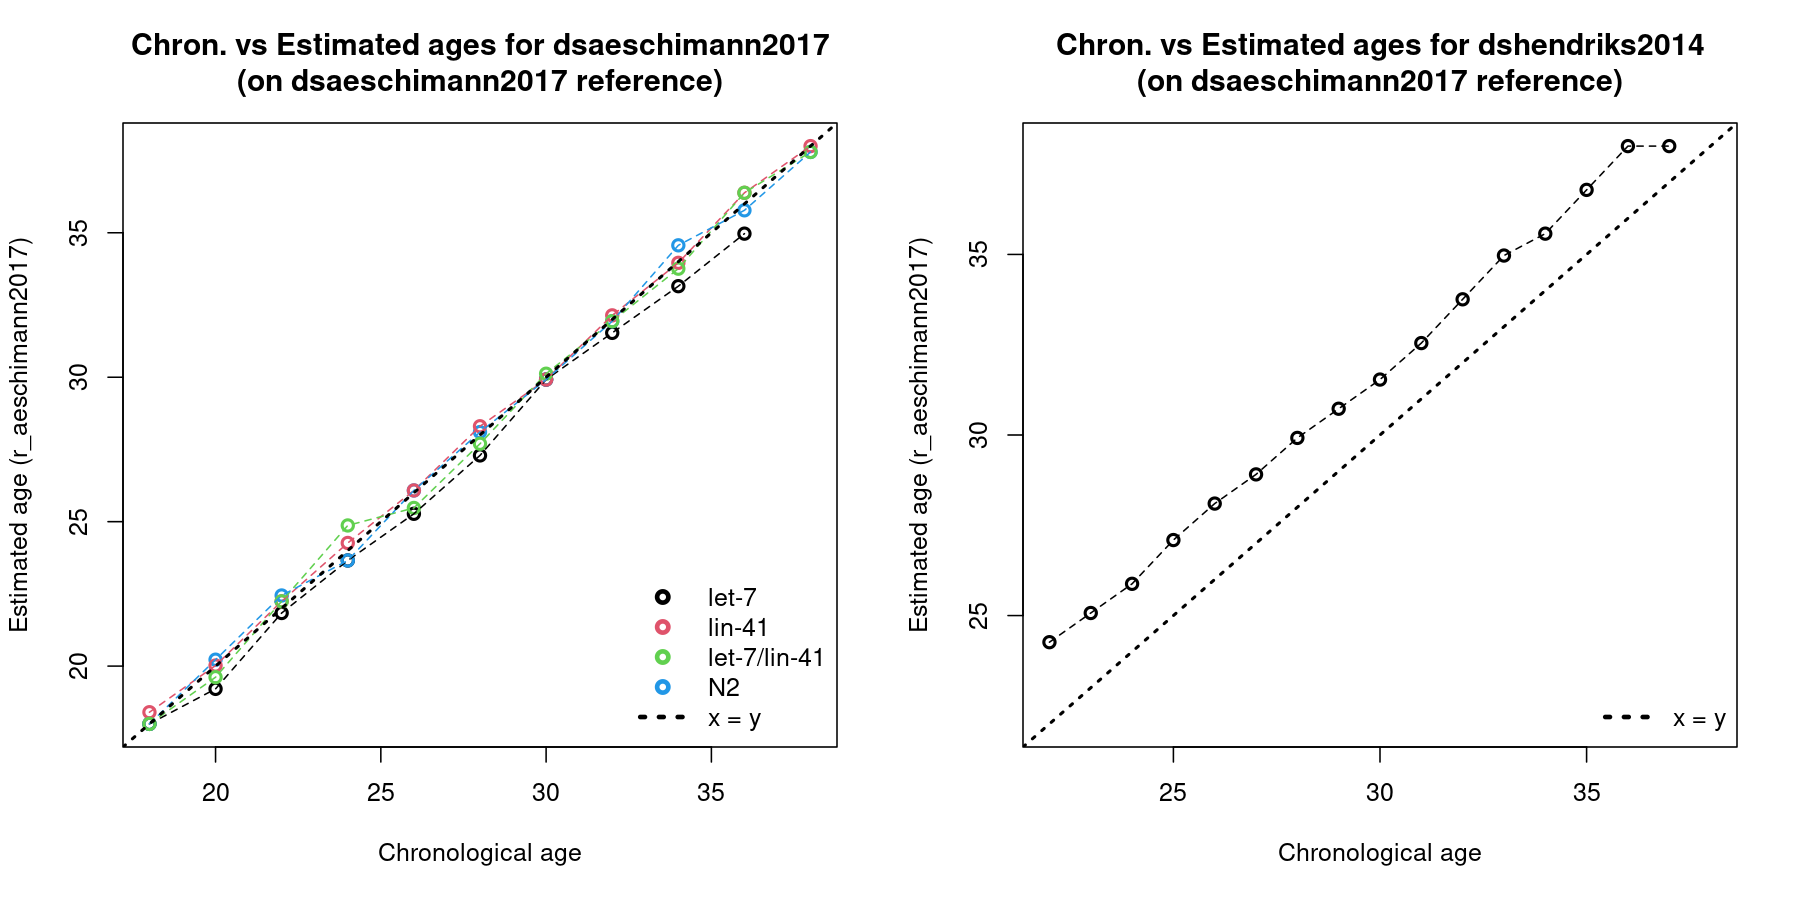 Chron. vs Estimated ages for dsaeschimann2017
(on dsaeschimann2017 reference)
Estimated age (r_aeschimann2017)
35
30
25
20
let-7
lin-41
let-7/lin-41
N2
x = y
20 25 30 35
Chronological age
Chron. vs Estimated ages for dshendriks2014
(on dsaeschimann2017 reference)
Estimated age (r_aeschimann2017)
35
30
25
x = y
25 30 35
Chronological age